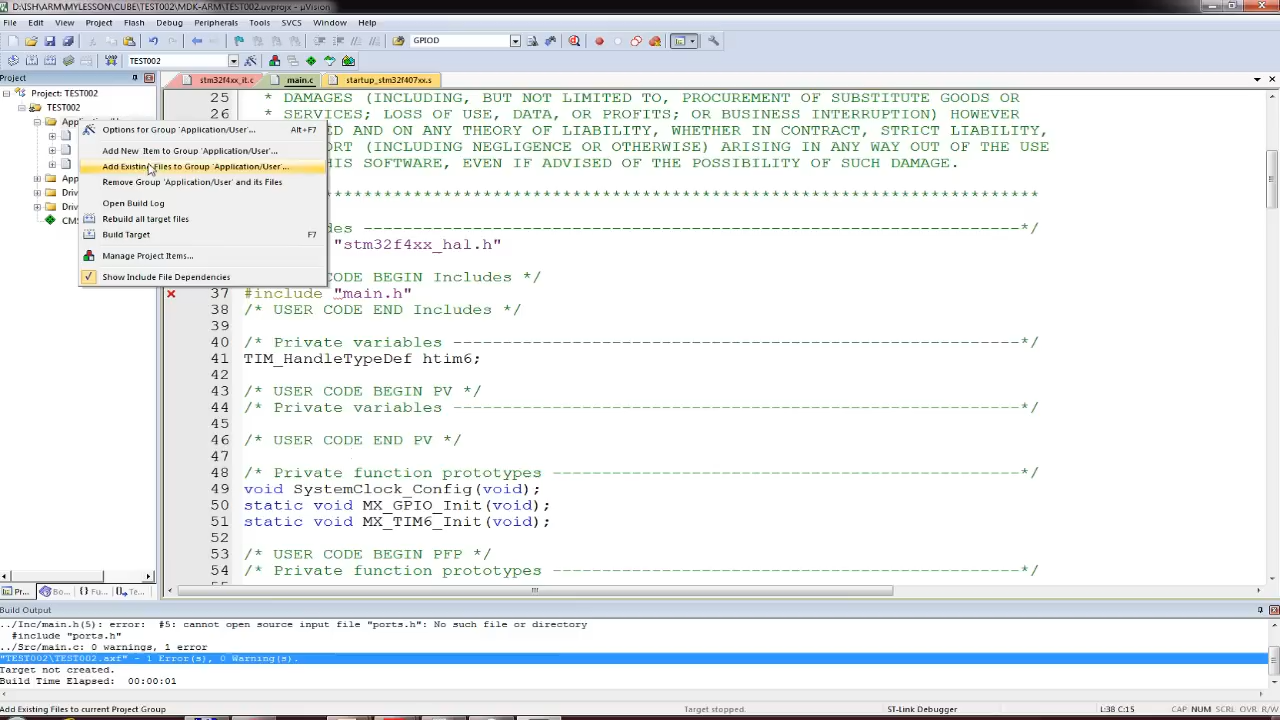 D:\ISH\ARM\MYLESSON\CUBE\TEST002\MDK-ARM\TEST002.uvprojx - µVision
File Edit View Project Flash Debug Peripherals Tools SVCS Window Help
GPIOD
TEST002
Project
stm32f4xx_it.c main.c startup_stm32f407xx.s
Project: TEST002
TEST002
Options for Group 'Application/User'... Alt+F7
Add New Item to Group 'Application/User'...
Add Existing Files to Group 'Application/User'...
Remove Group 'Application/User' and its Files
Open Build Log
Rebuild all target files
Build Target F7
Manage Project Items...
Show Include File Dependencies
App
Driv
Driv
CMS
25 * DAMAGES (INCLUDING, BUT NOT LIMITED TO, PROCUREMENT OF SUBSTITUTE GOODS OR
26 * SERVICES; LOSS OF USE, DATA, OR PROFITS; OR BUSINESS INTERRUPTION) HOWEVER
ED AND ON ANY THEORY OF LIABILITY, WHETHER IN CONTRACT, STRICT LIABILITY,
ORT (INCLUDING NEGLIGENCE OR OTHERWISE) ARISING IN ANY WAY OUT OF THE USE
HIS SOFTWARE, EVEN IF ADVISED OF THE POSSIBILITY OF SUCH DAMAGE.
******************************************************************************
des ------------------------------------------------------------------*/
"stm32f4xx_hal.h"
CODE BEGIN Includes */
37 #include "main.h"
38 /* USER CODE END Includes */
39
40 /* Private variables ---------------------------------------------------------*/
41 TIM_HandleTypeDef htim6;
42
43 /* USER CODE BEGIN PV */
44 /* Private variables ---------------------------------------------------------*/
45
46 /* USER CODE END PV */
47
48 /* Private function prototypes -----------------------------------------------*/
49 void SystemClock_Config(void);
50 static void MX_GPIO_Init(void);
51 static void MX_TIM6_Init(void);
52
53 /* USER CODE BEGIN PFP */
54 /* Private function prototypes -----------------------------------------------*/
Pr... Bo... {} Fu... Te...
Build Output
../Inc/main.h(5): error: #5: cannot open source input file "ports.h": No such file or directory
#include "ports.h"
../Src/main.c: 0 warnings, 1 error
"TEST002\TEST002.axf" - 1 Error(s), 0 Warning(s).
Target not created.
Build Time Elapsed: 00:00:01
Add Existing Files to current Project Group Target stopped. ST-Link Debugger L:38 C:15 CAP NUM SCRL OVR R/W